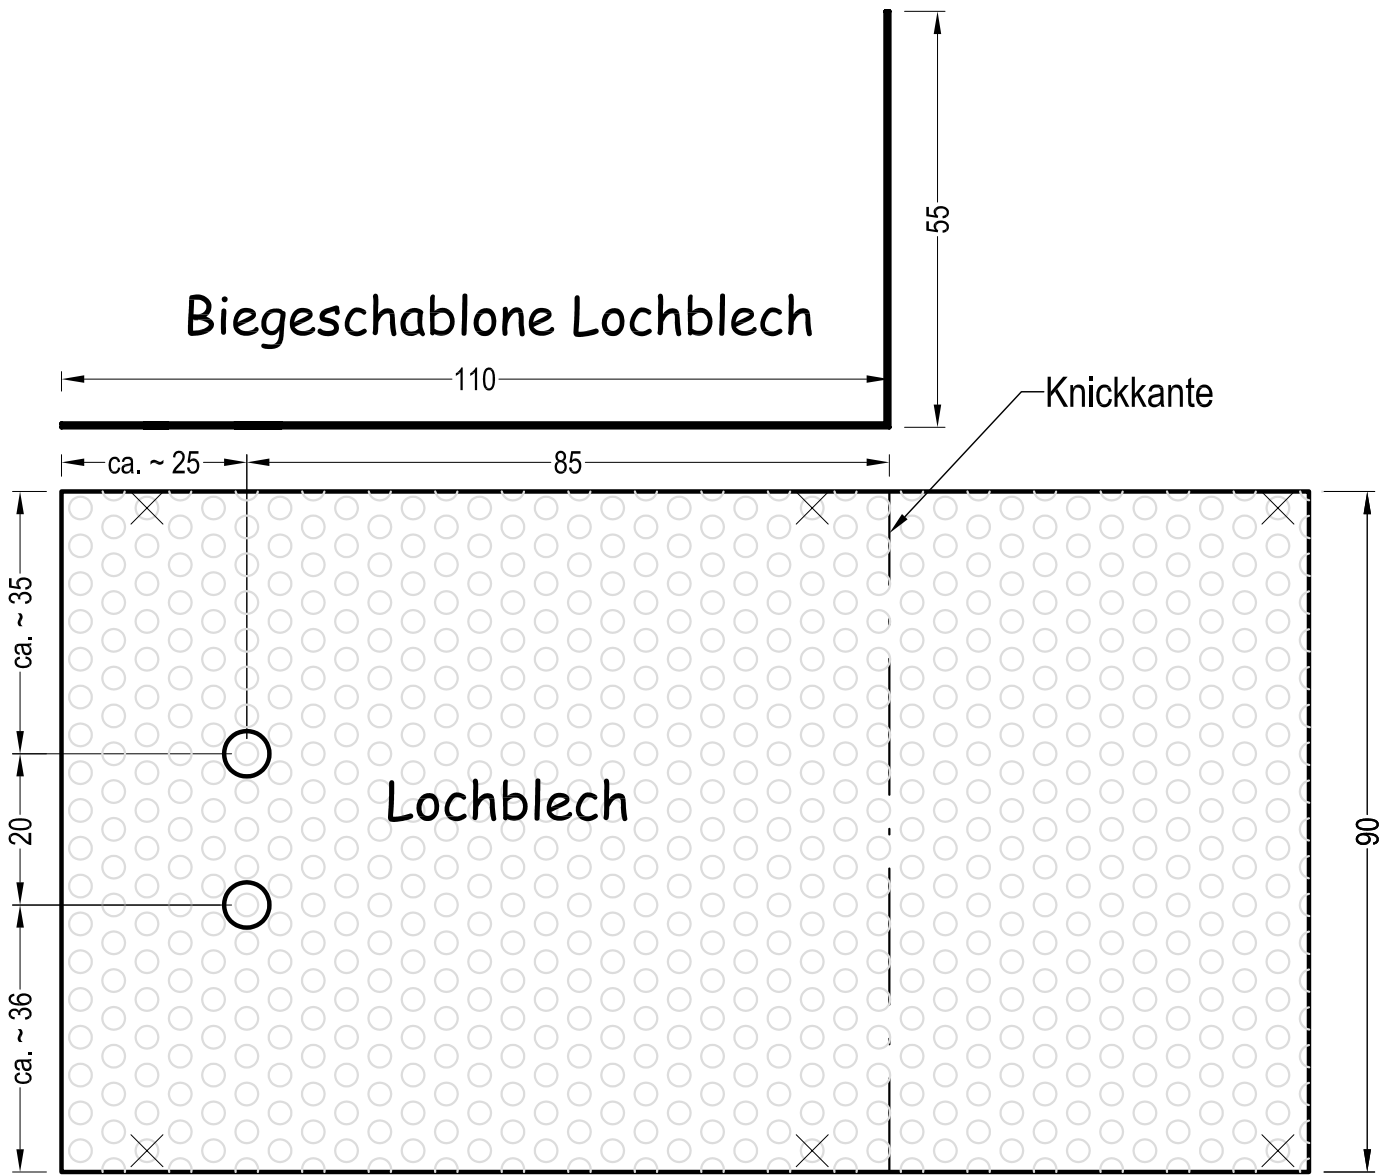 55
Biegeschablone Lochblech
110
Knickkante
ca. ~ 25
85
ca. ~ 35
Lochblech
20
90
ca. ~ 36